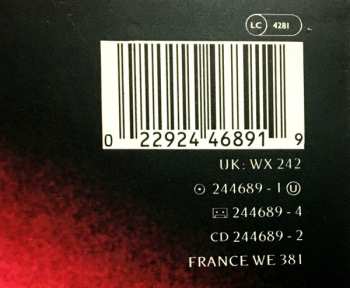 LC 4281
0 22924 46891 9
UK: WX 242
244689 - 1 U
244689 - 4
CD 244689 - 2
FRANCE WE 381